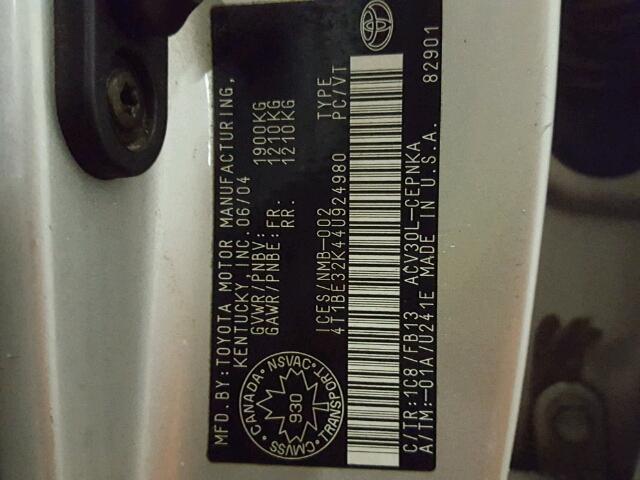 MFD.BY:TOYOTA MOTOR MANUFACTURING,
KENTUCKY, INC. 06/04
GVWR/PNBV: 1900KG
GAWR/PNBE:FR. 1210KG
RR. 1210KG
CANADA • NSVAC • TRANSPORT • CMVSS •
930
ICES/NMB-002 TYPE
4T1BE32K44U924980 PC/VT
C/TR:1C8/FB13 ACV30L-CEPNKA
A/TM:-01A/U241E MADE IN U.S.A. 82901